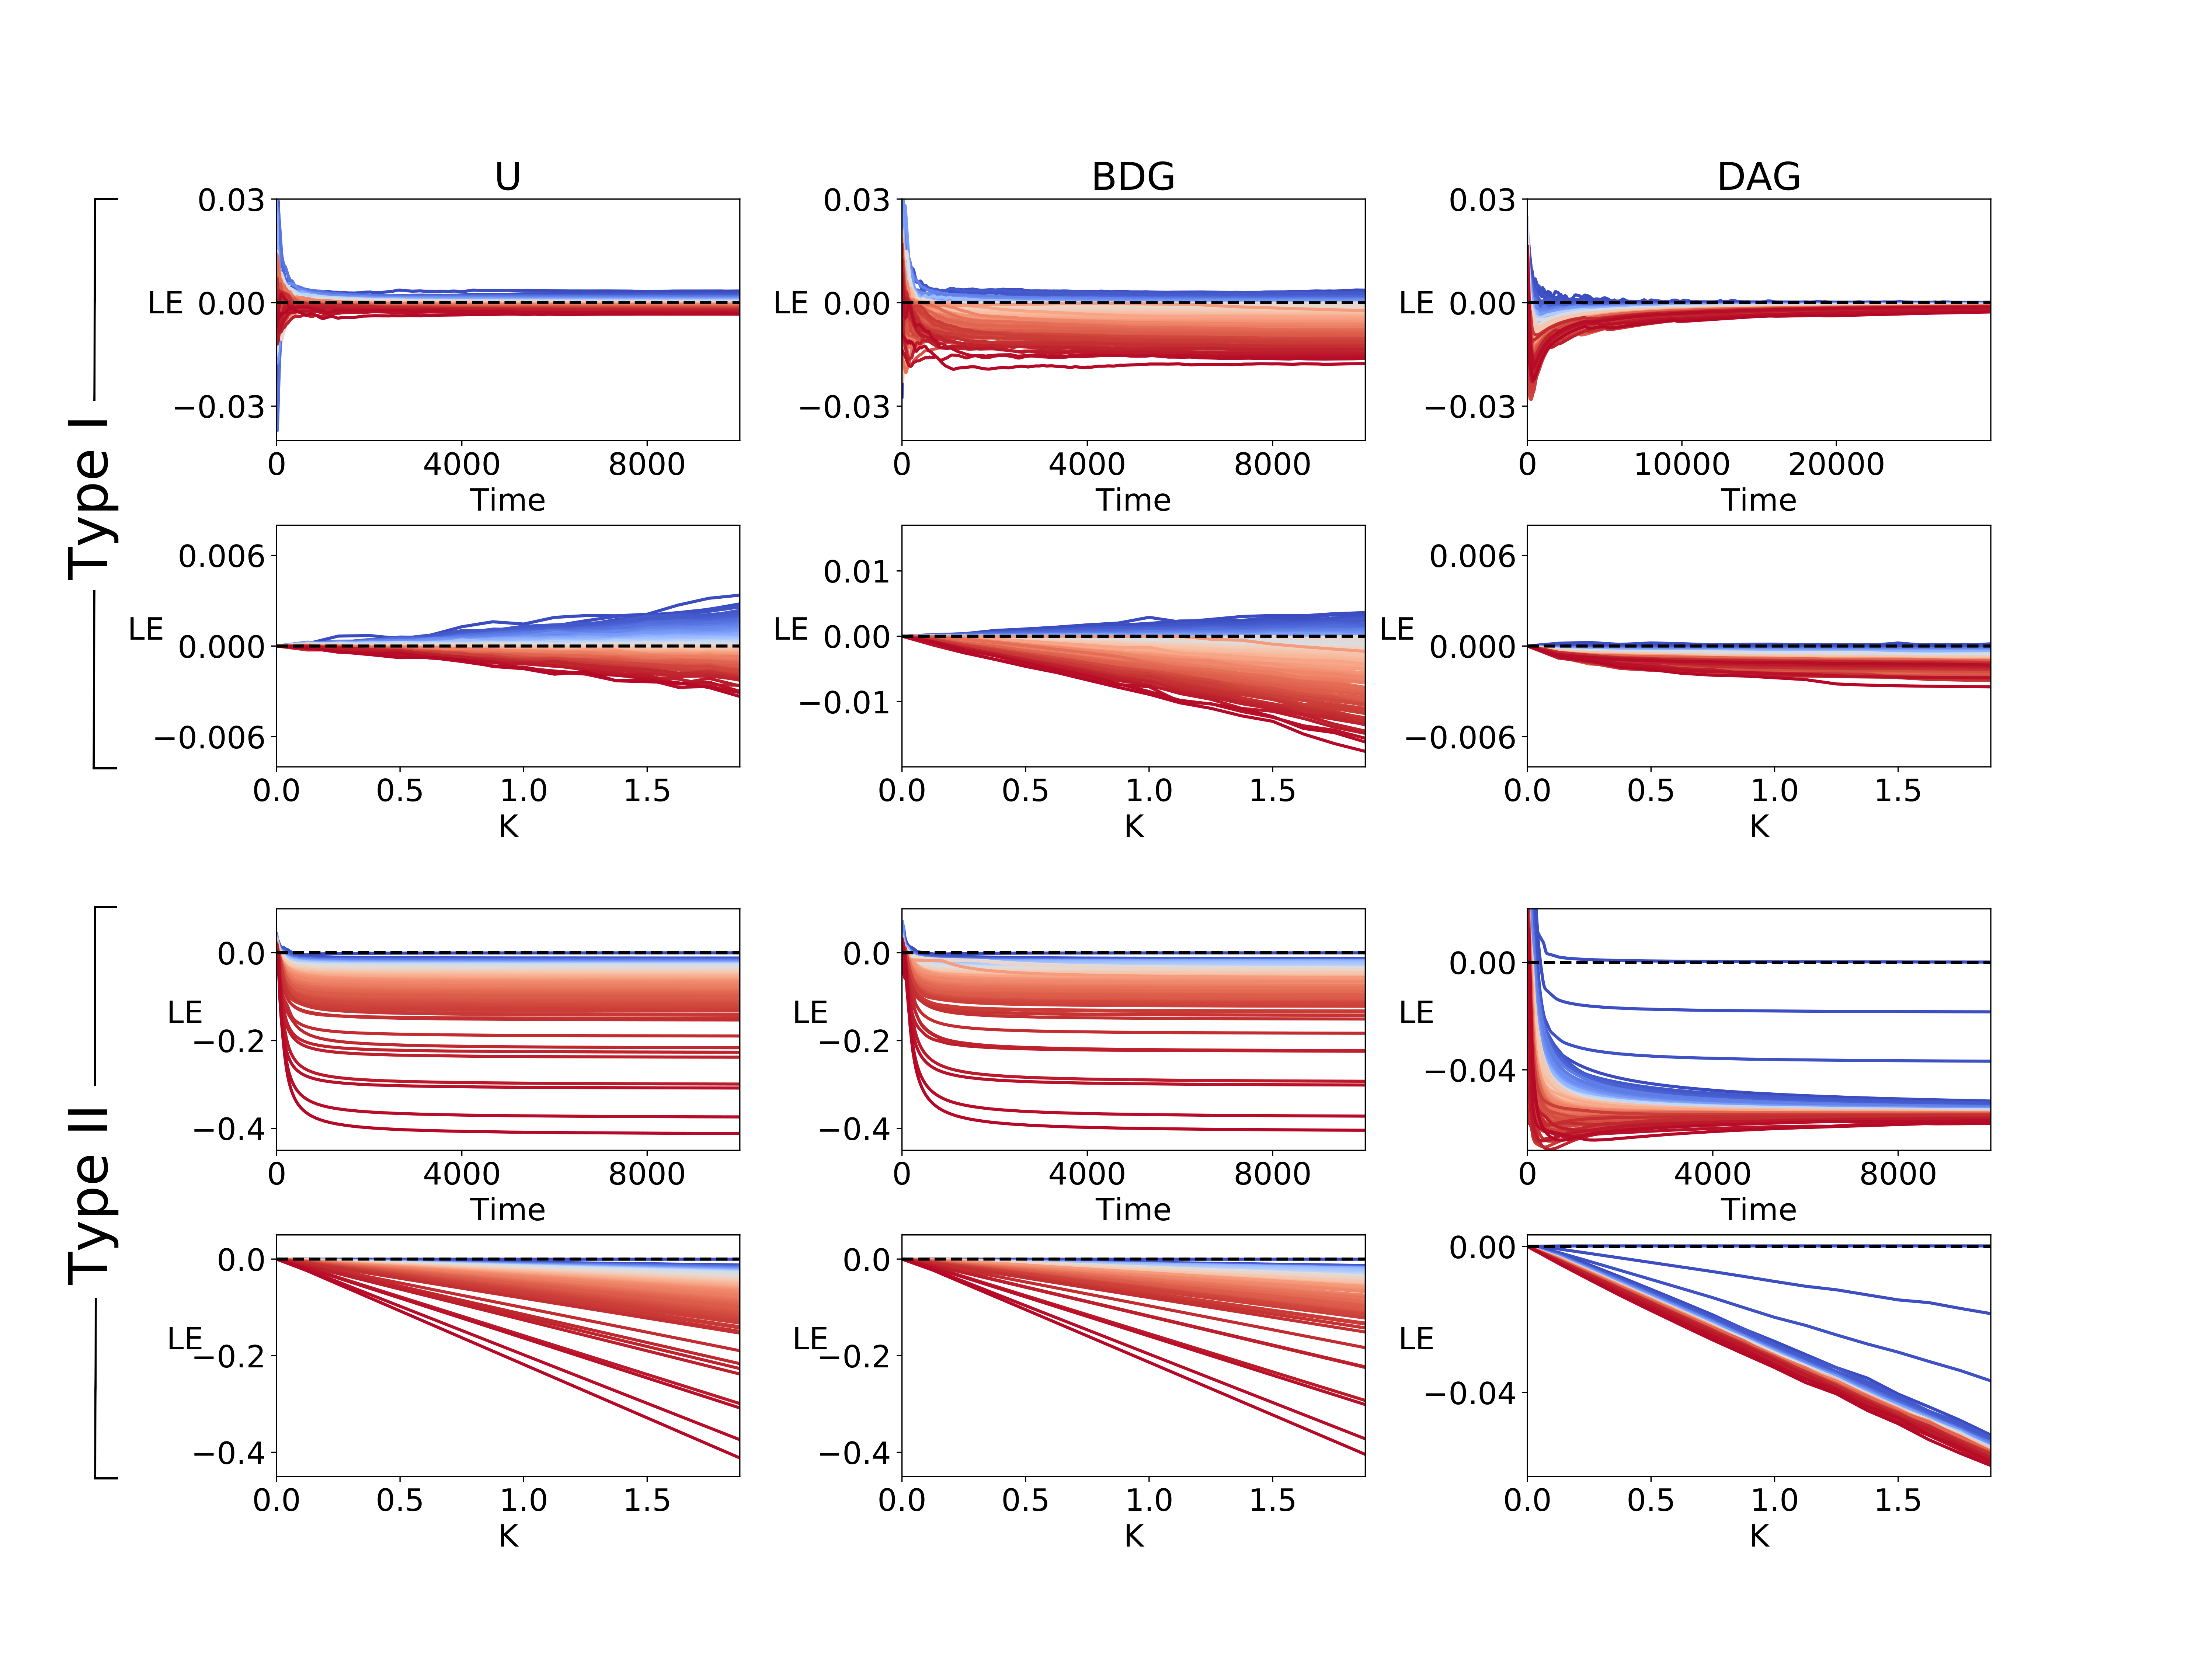 U BDG DAG
Type I
0.03 0.03 0.03
LE 0.00 LE 0.00 LE 0.00
−0.03 −0.03 −0.03
0 4000 8000 0 4000 8000 0 10000 20000
Time Time Time
0.006 0.01 0.006
LE 0.000 LE 0.00 LE 0.000
−0.006 −0.01 −0.006
0.0 0.5 1.0 1.5 0.0 0.5 1.0 1.5 0.0 0.5 1.0 1.5
K K K
Type II
0.0 0.0 0.00
LE LE LE
−0.2 −0.2 −0.04
−0.4 −0.4
0 4000 8000 0 4000 8000 0 4000 8000
Time Time Time
0.0 0.0 0.00
LE LE LE
−0.2 −0.2 −0.04
−0.4 −0.4
0.0 0.5 1.0 1.5 0.0 0.5 1.0 1.5 0.0 0.5 1.0 1.5
K K K